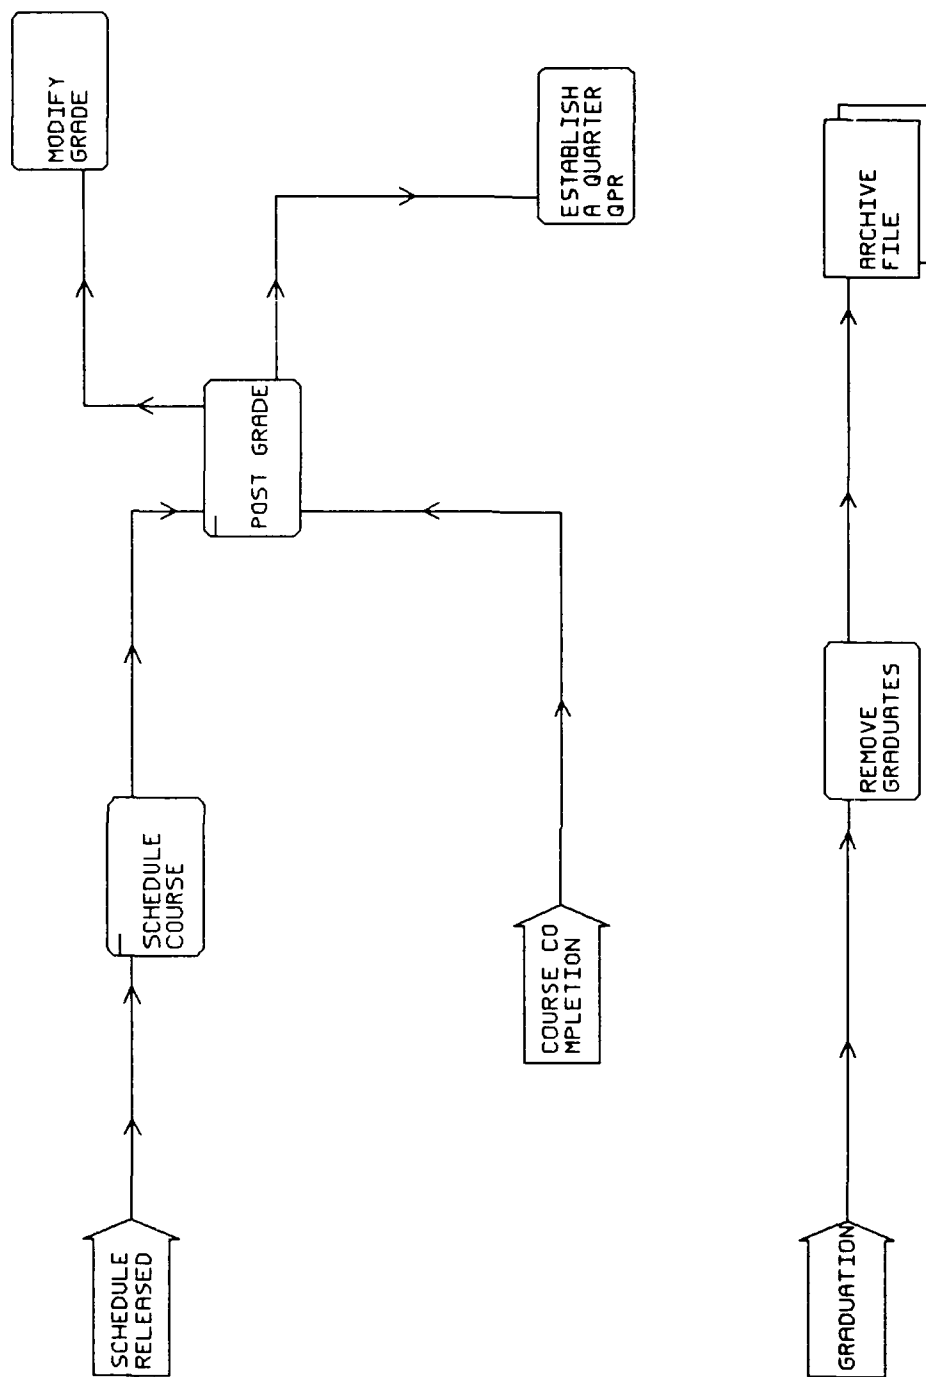 SCHEDULE
RELEASED
SCHEDULE
COURSE
MODIFY
GRADE
POST GRADE
ESTABLISH
A QUARTER
QPR
COURSE CO
MPLETION
GRADUATION
REMOVE
GRADUATES
ARCHIVE
FILE